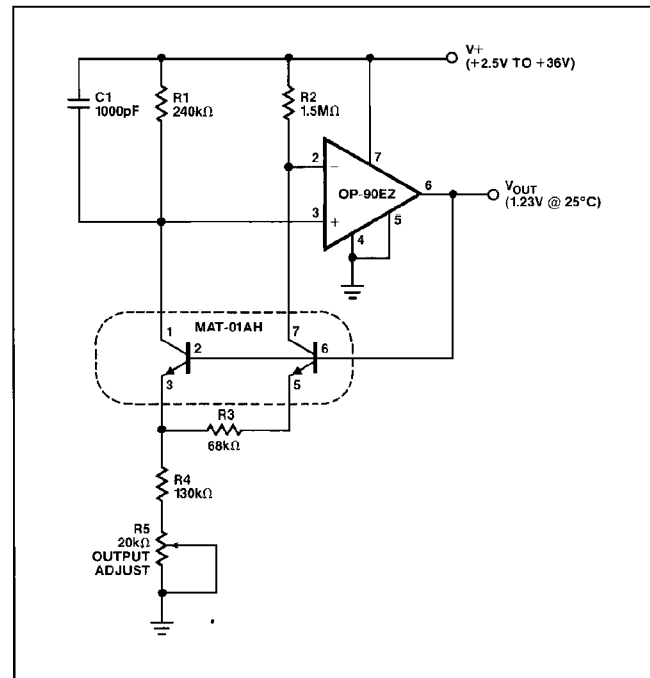 V+
(+2.5V TO +36V)
C1
1000pF
R1
240kΩ
R2
1.5MΩ
2
−
7
OP-90EZ
6
VOUT
(1.23V @ 25°C)
3
+
5
4
MAT-01AH
1
2
7
6
3
5
R3
68kΩ
R4
130kΩ
R5
20kΩ
OUTPUT
ADJUST